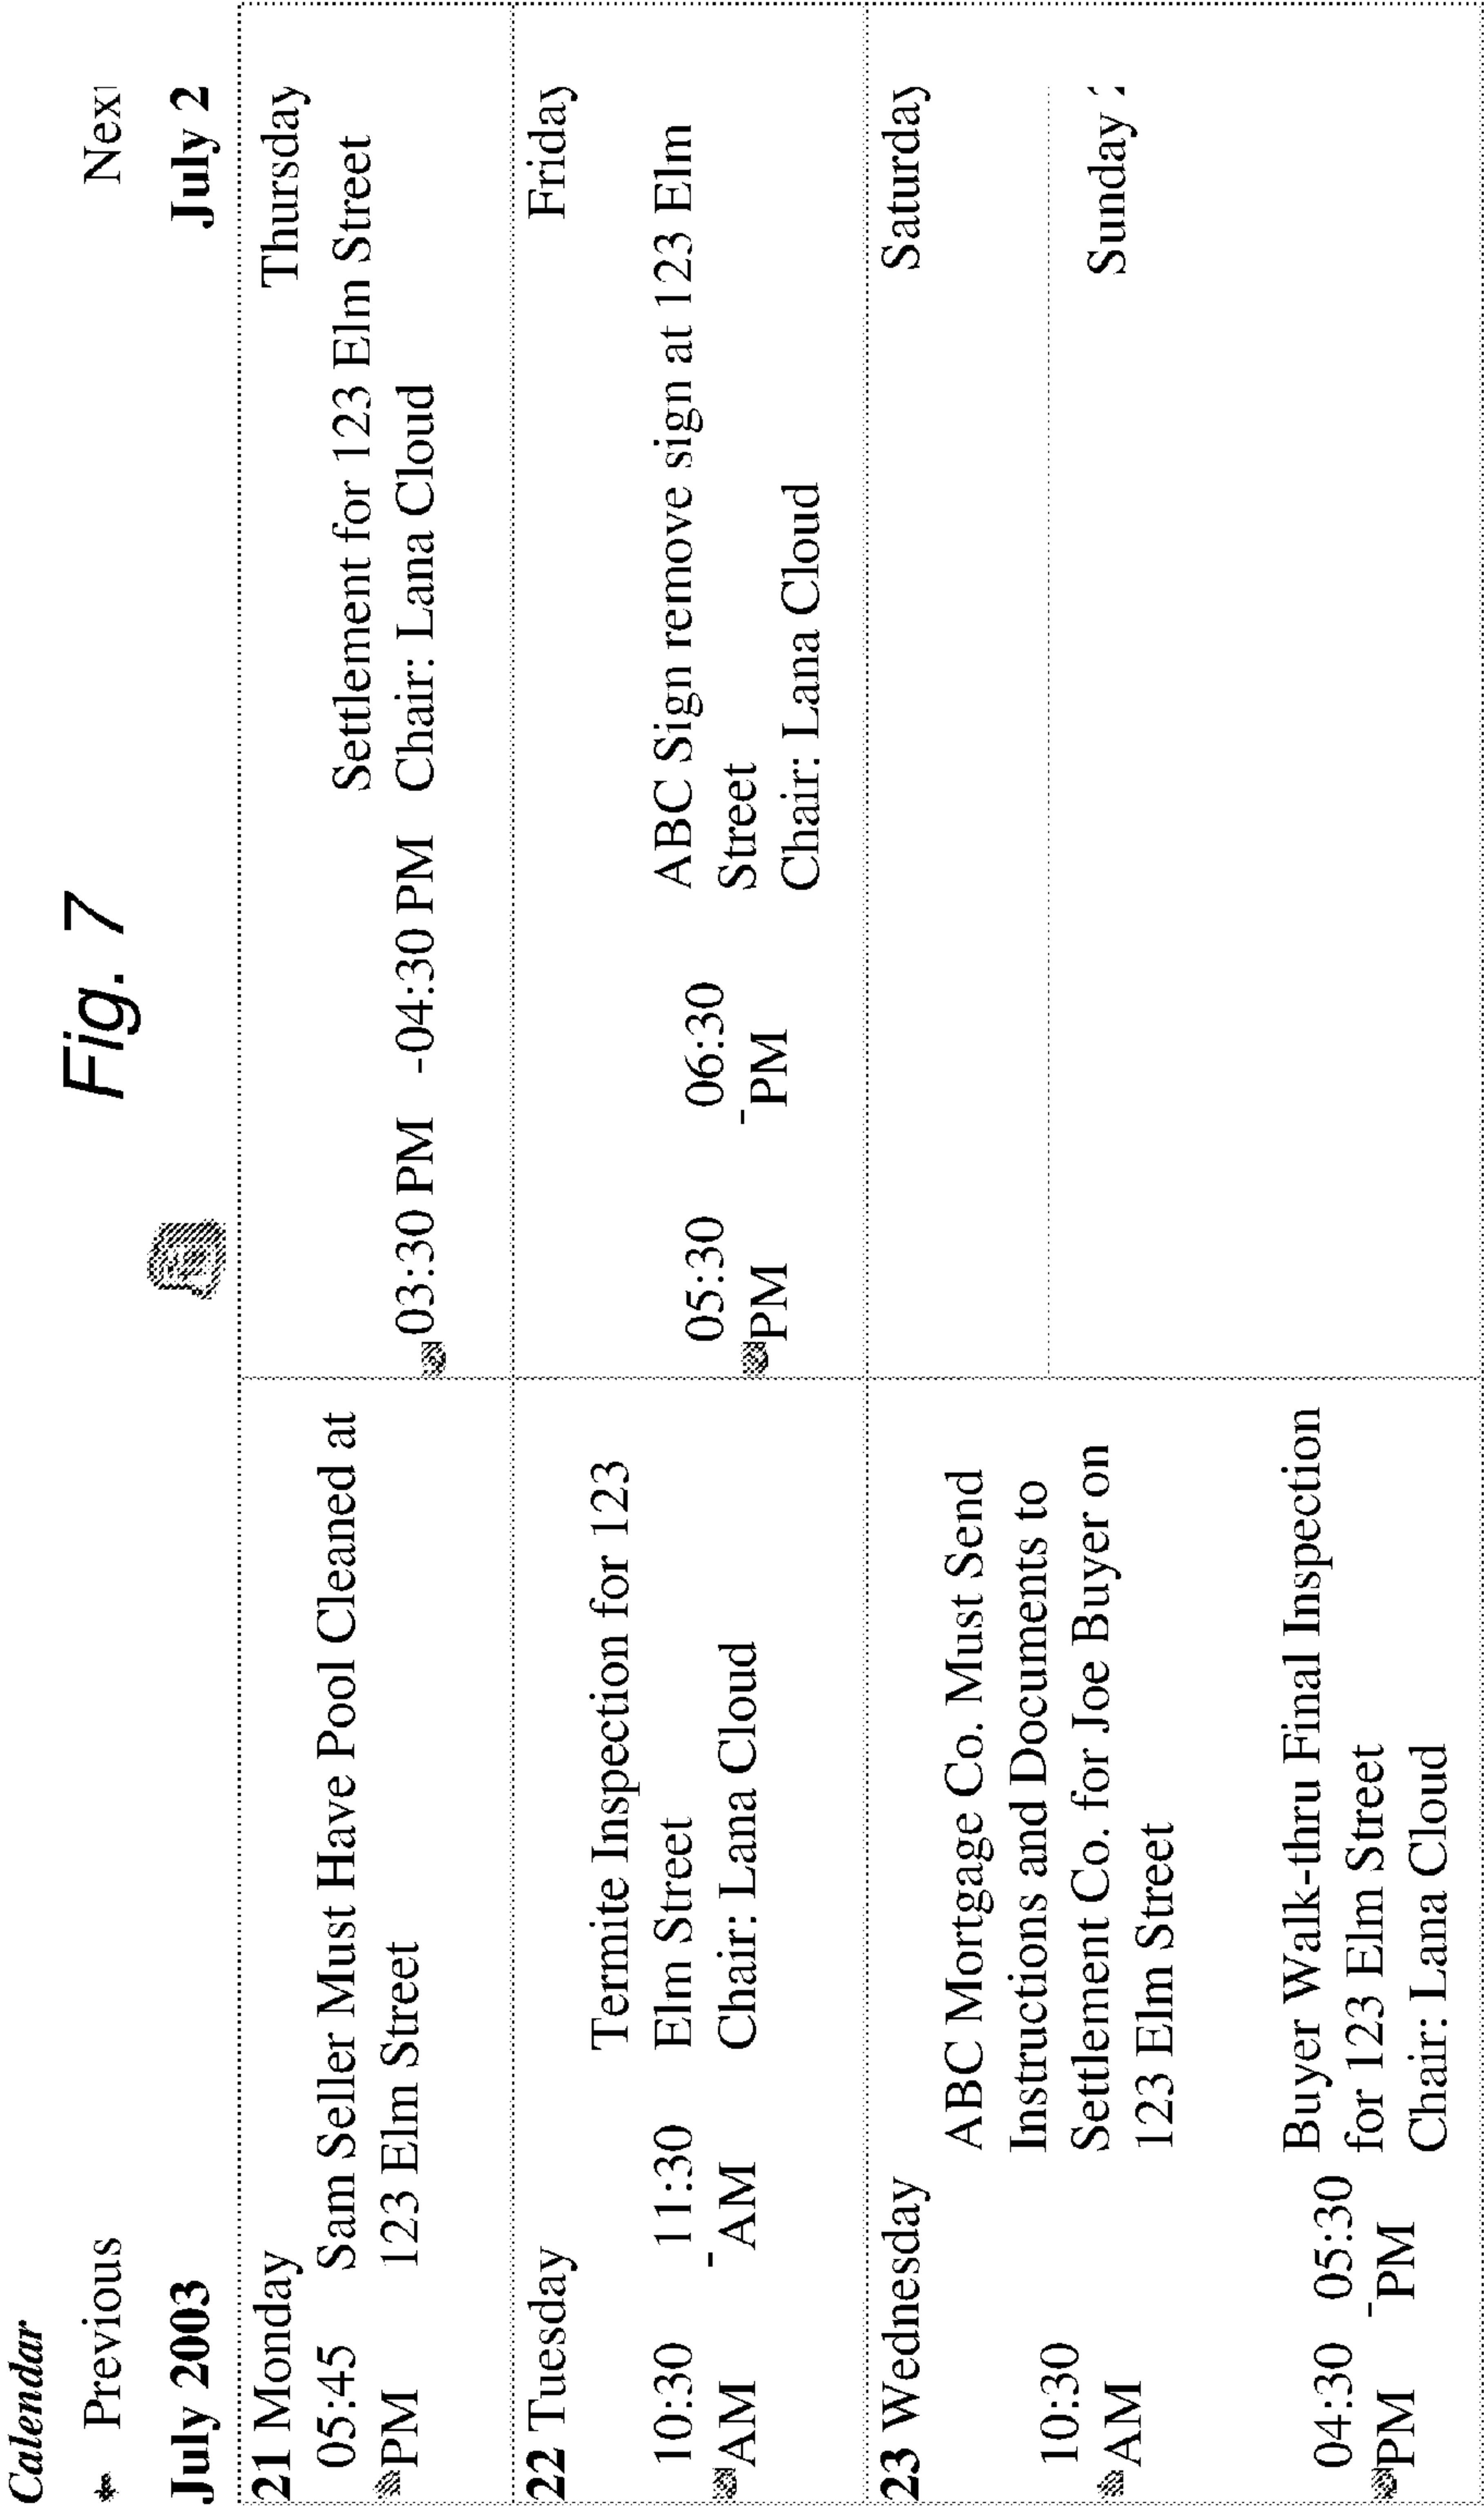 Fig. 7
Calendar
Previous
July 2003
July 2
21 Monday
05:45
PM
Sam Seller Must Have Pool Cleaned at
123 Elm Street
22 Tuesday
10:30
AM
- 11:30
AM
Termite Inspection for 123
Elm Street
Chair: Lana Cloud
23 Wednesday
10:30
AM
ABC Mortgage Co. Must Send
Instructions and Documents to
Settlement Co. for Joe Buyer on
123 Elm Street
04:30
PM
- 05:30
PM
Buyer Walk-thru Final Inspection
for 123 Elm Street
Chair: Lana Cloud
Thursday
03:30 PM -04:30 PM
Settlement for 123 Elm Street
Chair: Lana Cloud
Friday
05:30
PM
- 06:30
PM
ABC Sign remove sign at 123 Elm
Street
Chair: Lana Cloud
Saturday
Sunday